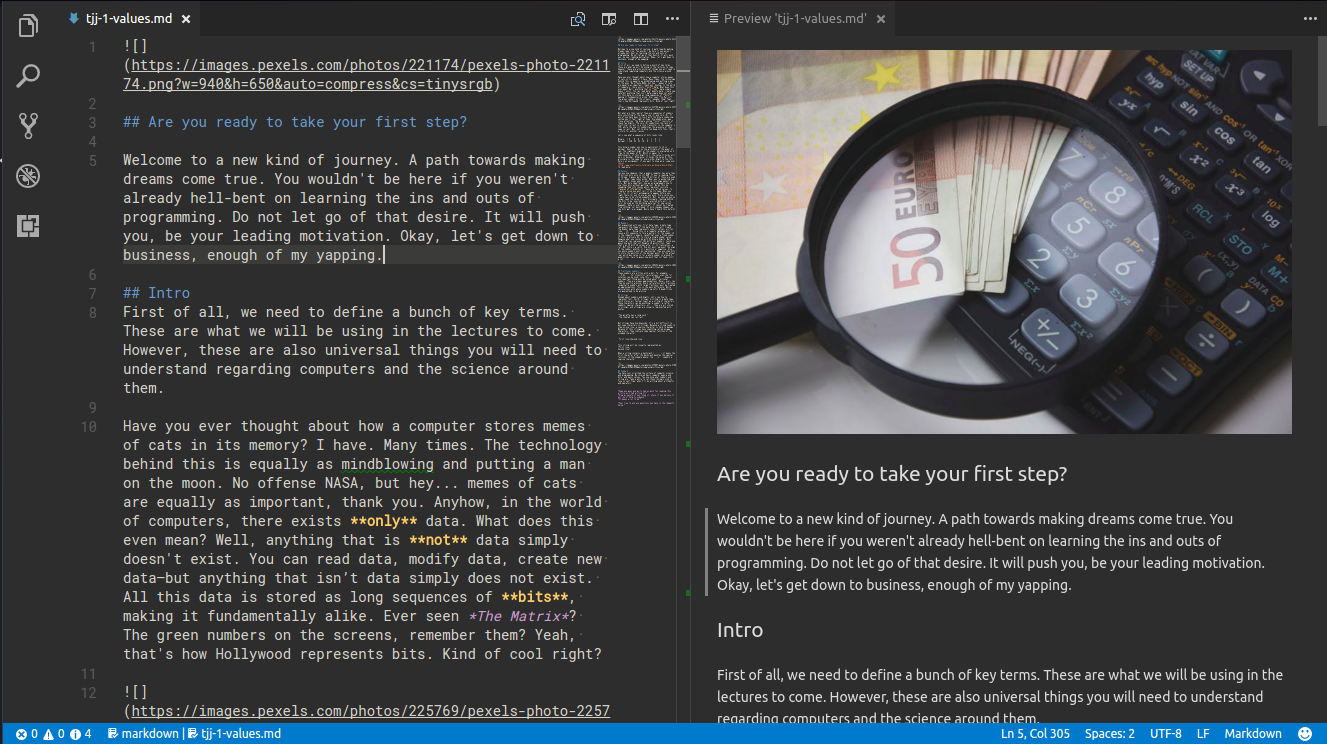 tjj-1-values.md
1 ![]
(https://images.pexels.com/photos/221174/pexels-photo-2211
74.png?w=940&h=650&auto=compress&cs=tinysrgb)
2
3 ## Are you ready to take your first step?
4
5 Welcome to a new kind of journey. A path towards making
dreams come true. You wouldn't be here if you weren't
already hell-bent on learning the ins and outs of
programming. Do not let go of that desire. It will push
you, be your leading motivation. Okay, let's get down to
business, enough of my yapping.
6
7 ## Intro
8 First of all, we need to define a bunch of key terms.
These are what we will be using in the lectures to come.
However, these are also universal things you will need to
understand regarding computers and the science around
them.
9
10 Have you ever thought about how a computer stores memes
of cats in its memory? I have. Many times. The technology
behind this is equally as mindblowing and putting a man
on the moon. No offense NASA, but hey... memes of cats
are equally as important, thank you. Anyhow, in the world
of computers, there exists **only** data. What does this
even mean? Well, anything that is **not** data simply
doesn't exist. You can read data, modify data, create new
data—but anything that isn’t data simply does not exist.
All this data is stored as long sequences of **bits**,
making it fundamentally alike. Ever seen *The Matrix*?
The green numbers on the screens, remember them? Yeah,
that's how Hollywood represents bits. Kind of cool right?
11
12 ![]
(https://images.pexels.com/photos/225769/pexels-photo-2257
Preview 'tjj-1-values.md'
50 EURO
SETUP
hyp
sin
cos
tan
log
RCL
STO
M+
7
8
5
6
2
3
+/−
NEG(-)
Are you ready to take your first step?
Welcome to a new kind of journey. A path towards making dreams come true. You
wouldn't be here if you weren't already hell-bent on learning the ins and outs of
programming. Do not let go of that desire. It will push you, be your leading motivation.
Okay, let's get down to business, enough of my yapping.
Intro
First of all, we need to define a bunch of key terms. These are what we will be using in the
lectures to come. However, these are also universal things you will need to understand
regarding computers and the science around them.
0 0 4 markdown | tjj-1-values.md
Ln 5, Col 305 Spaces: 2 UTF-8 LF Markdown